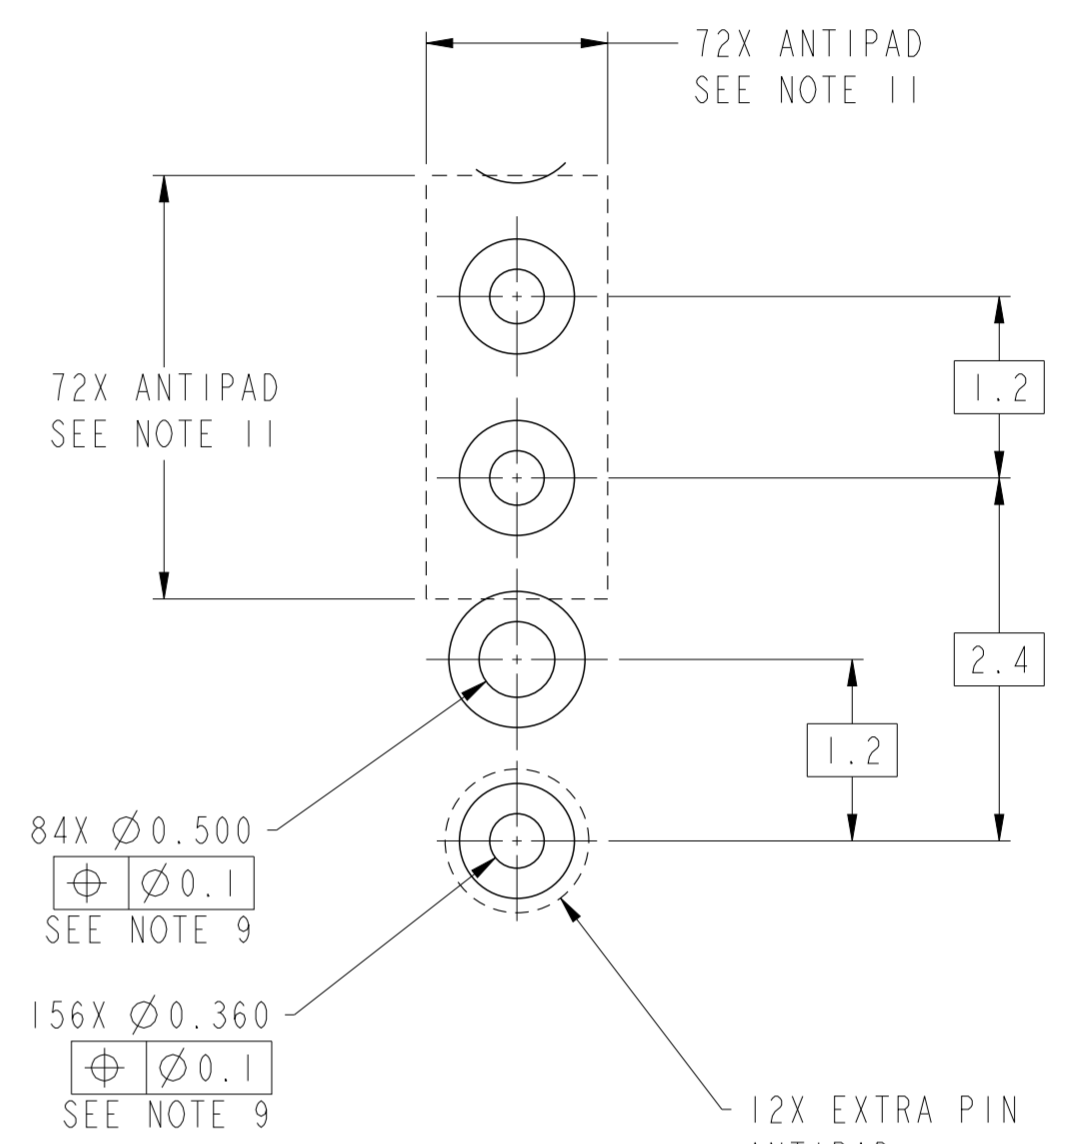 72X ANTIPAD
SEE NOTE 11
72X ANTIPAD
SEE NOTE 11
1.2
2.4
1.2
84X Ø0.500
⌖ Ø0.1
SEE NOTE 9
156X Ø0.360
⌖ Ø0.1
SEE NOTE 9
12X EXTRA PIN